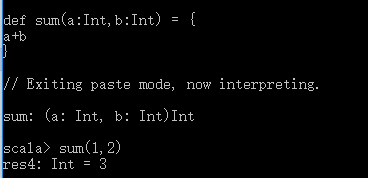 def sum(a:Int,b:Int) = {
a+b
}
// Exiting paste mode, now interpreting.
sum: (a: Int, b: Int)Int
scala> sum(1,2)
res4: Int = 3